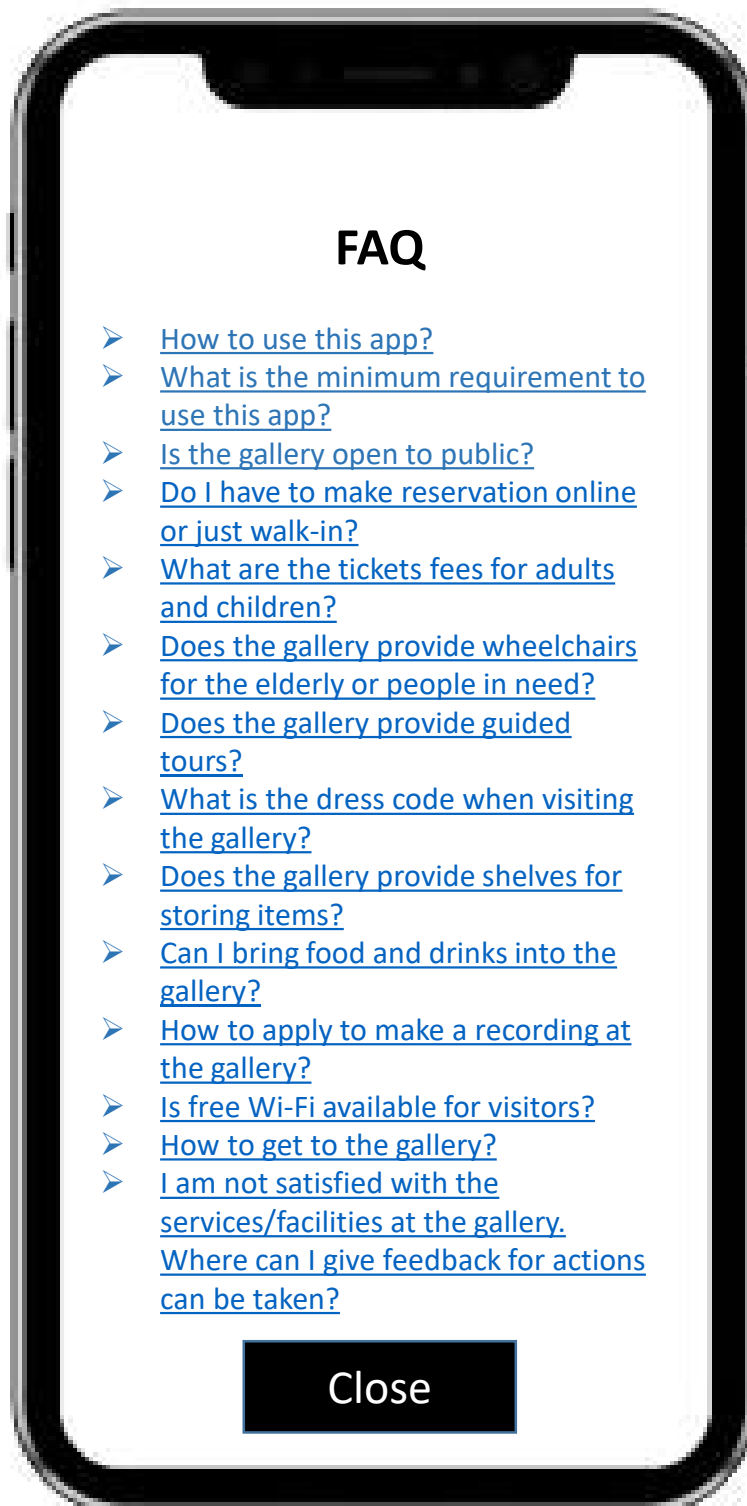 FAQ
➢ How to use this app?
➢ What is the minimum requirement to
use this app?
➢ Is the gallery open to public?
➢ Do I have to make reservation online
or just walk-in?
➢ What are the tickets fees for adults
and children?
➢ Does the gallery provide wheelchairs
for the elderly or people in need?
➢ Does the gallery provide guided
tours?
➢ What is the dress code when visiting
the gallery?
➢ Does the gallery provide shelves for
storing items?
➢ Can I bring food and drinks into the
gallery?
➢ How to apply to make a recording at
the gallery?
➢ Is free Wi-Fi available for visitors?
➢ How to get to the gallery?
➢ I am not satisfied with the
services/facilities at the gallery.
Where can I give feedback for actions
can be taken?
Close